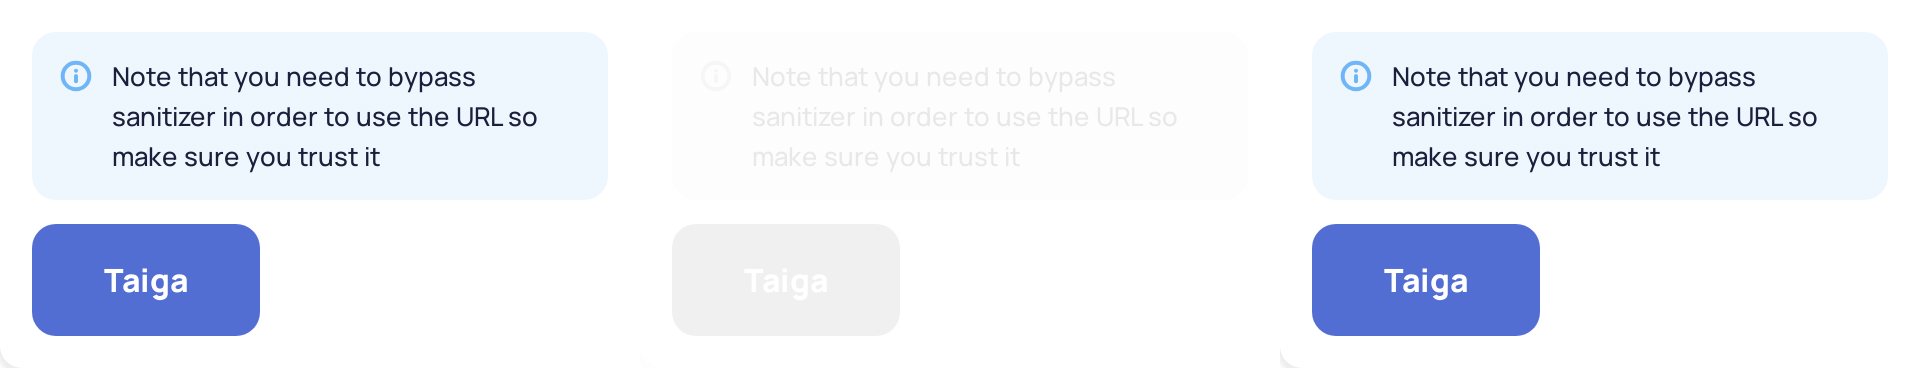 Note that you need to bypass
sanitizer in order to use the URL so
make sure you trust it
Taiga
Note that you need to bypass
sanitizer in order to use the URL so
make sure you trust it
Taiga
Note that you need to bypass
sanitizer in order to use the URL so
make sure you trust it
Taiga